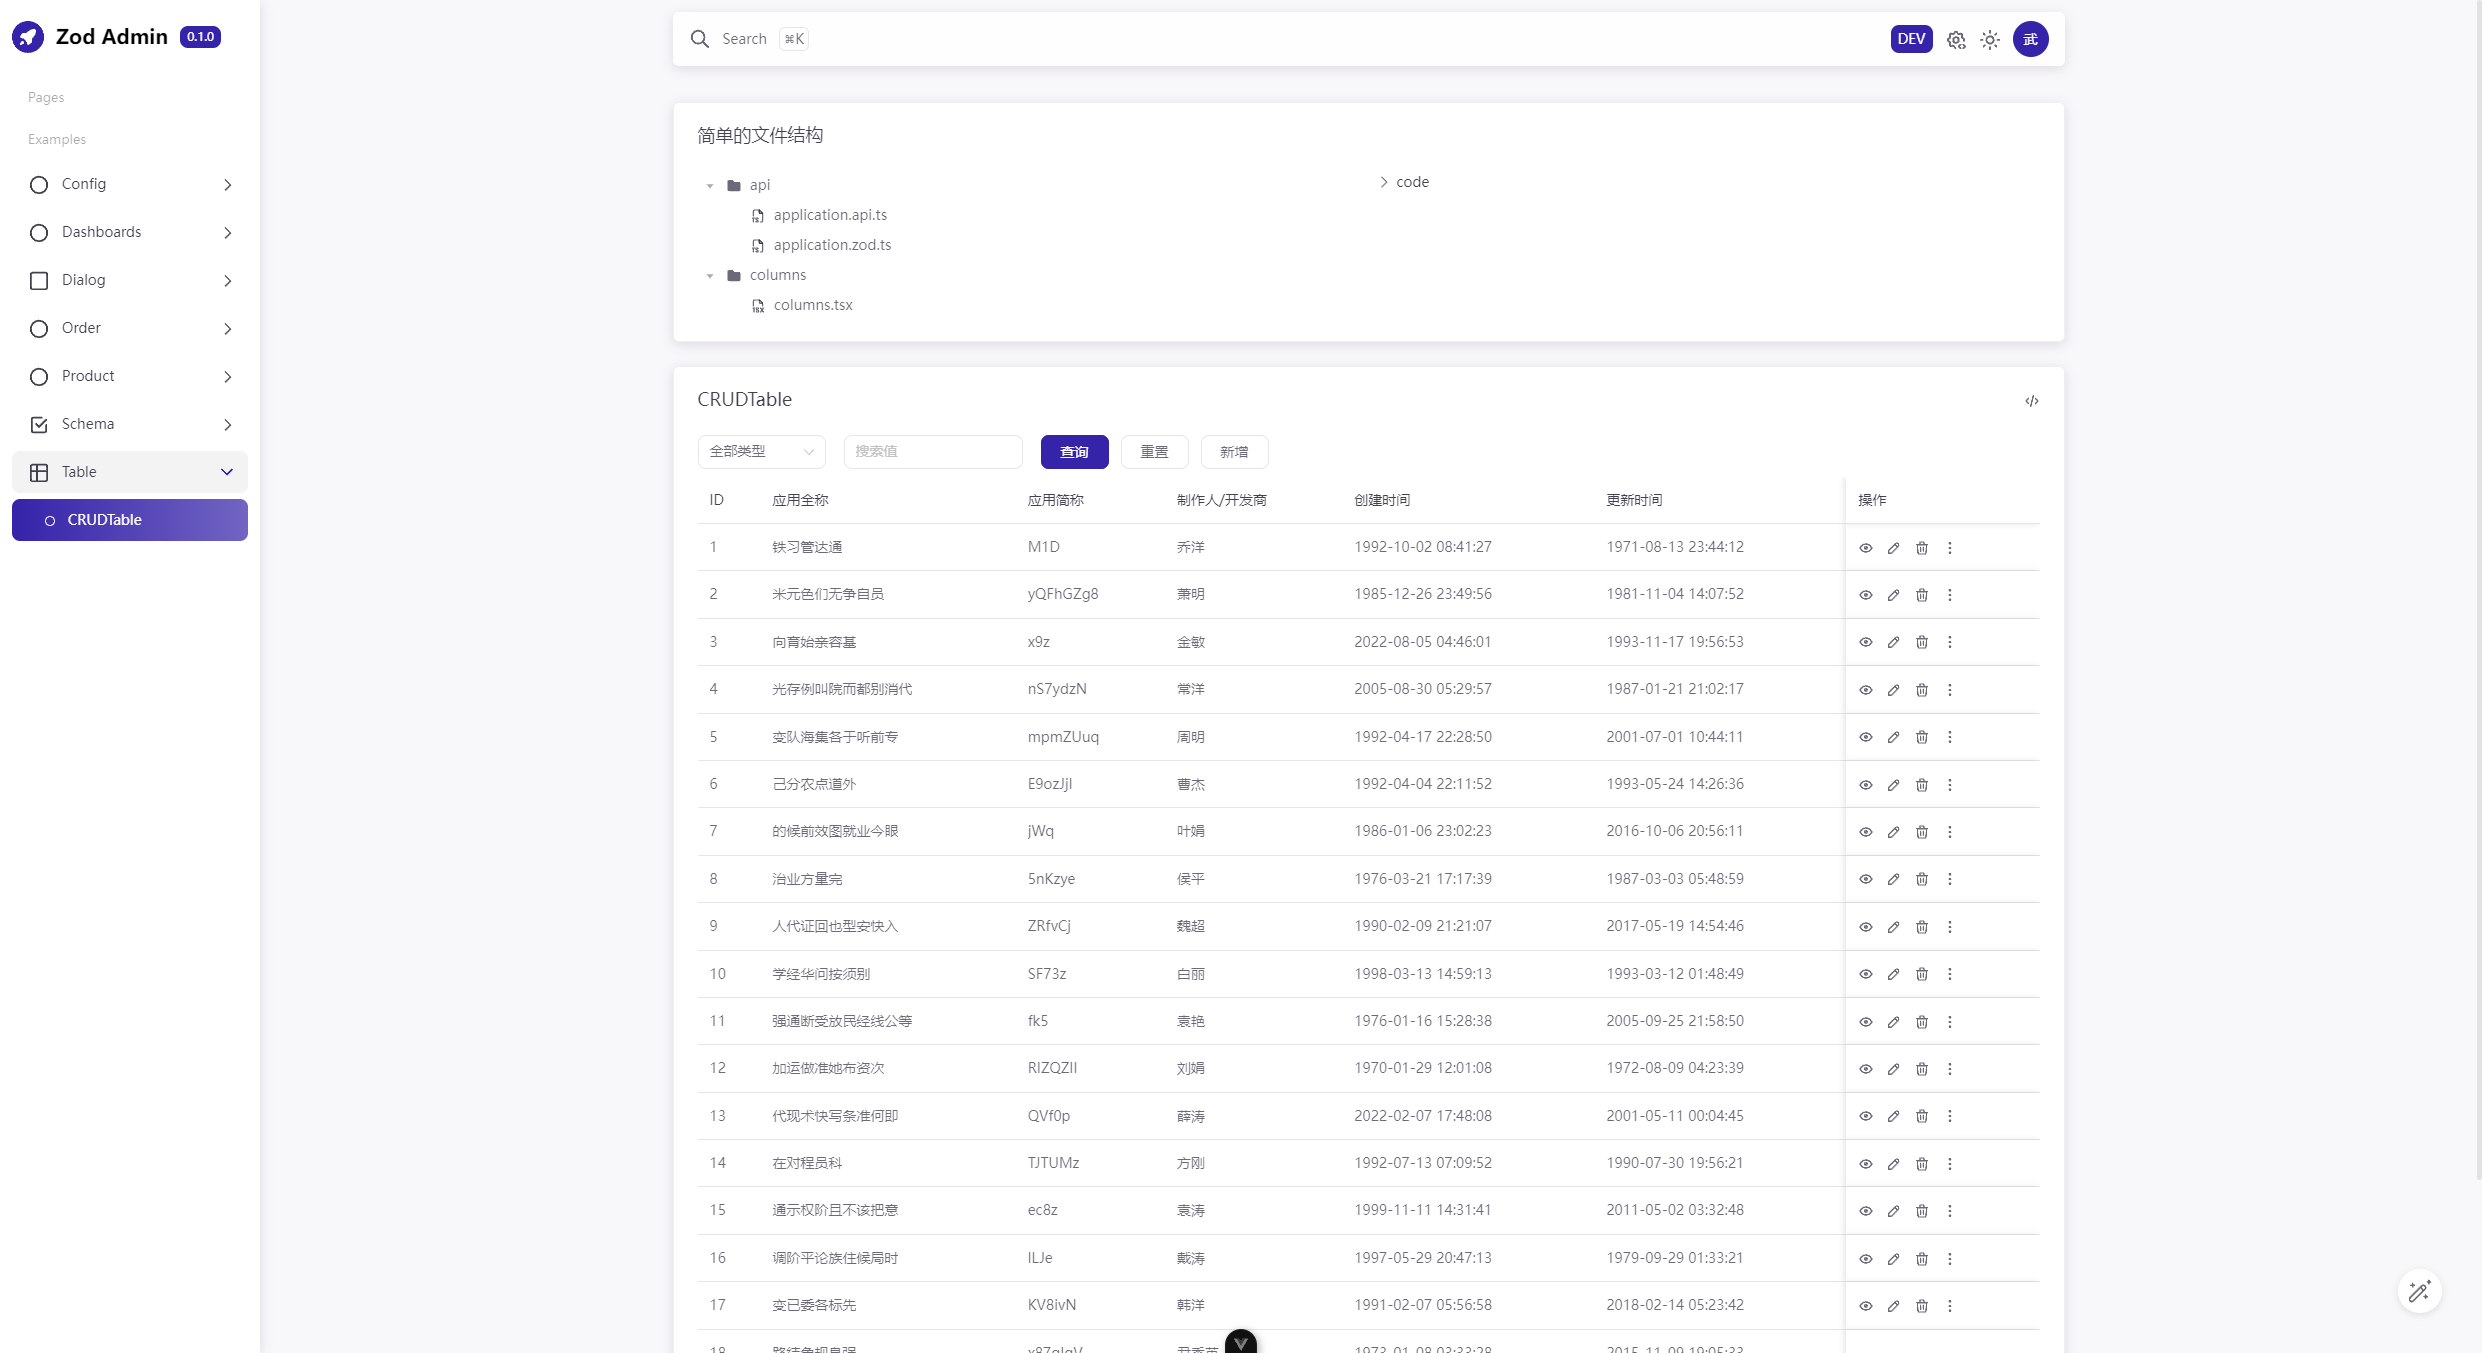 Zod Admin 0.1.0
Pages
Examples
Config
Dashboards
Dialog
Order
Product
Schema
Table
CRUDTable
Search ⌘K
DEV
武
简单的文件结构
api
application.api.ts
application.zod.ts
columns
columns.tsx
code
CRUDTable
全部类型 搜索值 查询 重置 新增
ID 应用全称 应用简称 制作人/开发商 创建时间 更新时间 操作
1 铁习管达通 M1D 乔洋 1992-10-02 08:41:27 1971-08-13 23:44:12
2 米元色们无争自员 yQFhGZg8 萧明 1985-12-26 23:49:56 1981-11-04 14:07:52
3 向育始亲容基 x9z 金敏 2022-08-05 04:46:01 1993-11-17 19:56:53
4 光存例叫院而都别消代 nS7ydzN 常洋 2005-08-30 05:29:57 1987-01-21 21:02:17
5 变队海集各于听前专 mpmZUuq 周明 1992-04-17 22:28:50 2001-07-01 10:44:11
6 己分农点道外 E9ozJjI 曹杰 1992-04-04 22:11:52 1993-05-24 14:26:36
7 的候前效图就业今眼 jWq 叶娟 1986-01-06 23:02:23 2016-10-06 20:56:11
8 治业方量完 5nKzye 侯平 1976-03-21 17:17:39 1987-03-03 05:48:59
9 人代证回也型安快入 ZRfvCj 魏超 1990-02-09 21:21:07 2017-05-19 14:54:46
10 学经华问按须别 SF73z 白丽 1998-03-13 14:59:13 1993-03-12 01:48:49
11 强通断受放民经线公等 fk5 袁艳 1976-01-16 15:28:38 2005-09-25 21:58:50
12 加运做准她布资次 RIZQZII 刘娟 1970-01-29 12:01:08 1972-08-09 04:23:39
13 代现术快写条准何即 QVf0p 薛涛 2022-02-07 17:48:08 2001-05-11 00:04:45
14 在对程员科 TJTUMz 方刚 1992-07-13 07:09:52 1990-07-30 19:56:21
15 通示权阶且不该把意 ec8z 袁涛 1999-11-11 14:31:41 2011-05-02 03:32:48
16 调阶平论族住候局时 ILJe 戴涛 1997-05-29 20:47:13 1979-09-29 01:33:21
17 变已委各标先 KV8ivN 韩洋 1991-02-07 05:56:58 2018-02-14 05:23:42
18 1973-01-08 03:33:28 2015-11-09 19:05:33